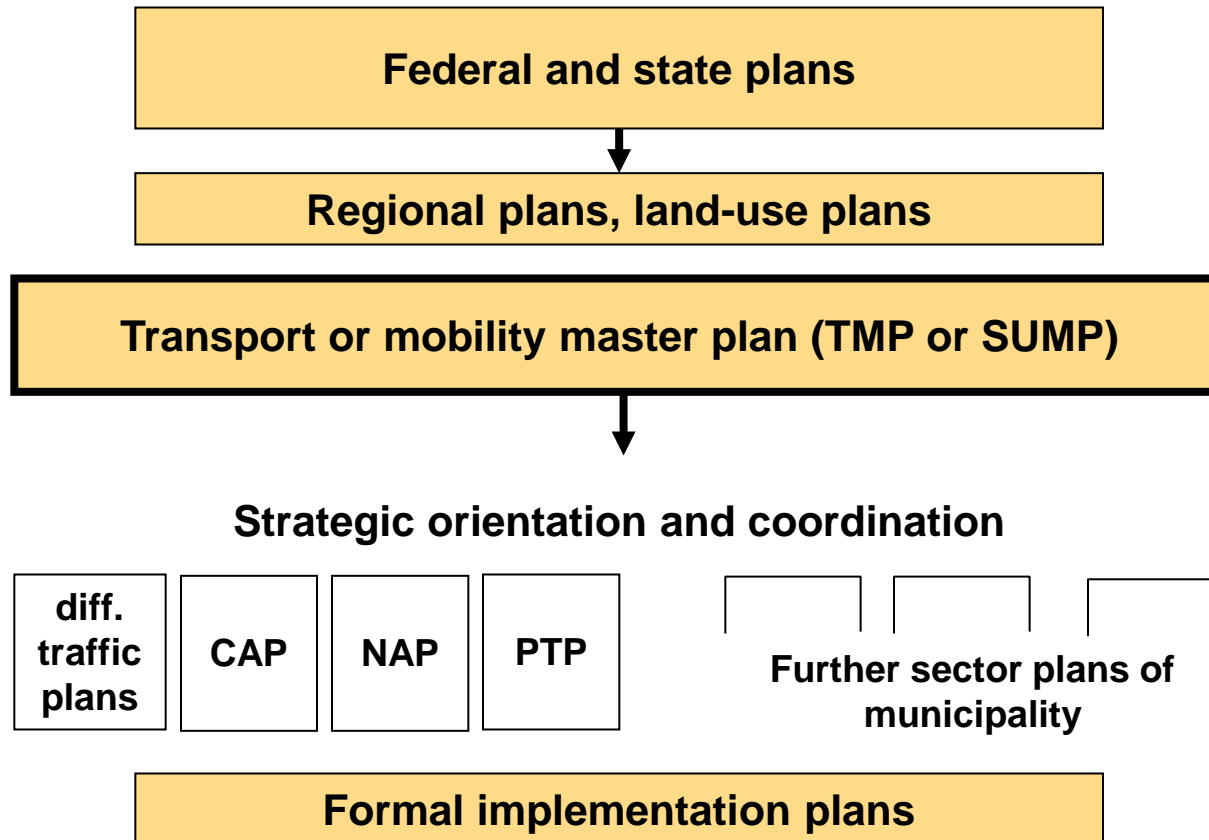 Federal and state plans
Regional plans, land-use plans
Transport or mobility master plan (TMP or SUMP)
Strategic orientation and coordination
diff.
traffic
plans
CAP
NAP
PTP
Further sector plans of
municipality
Formal implementation plans